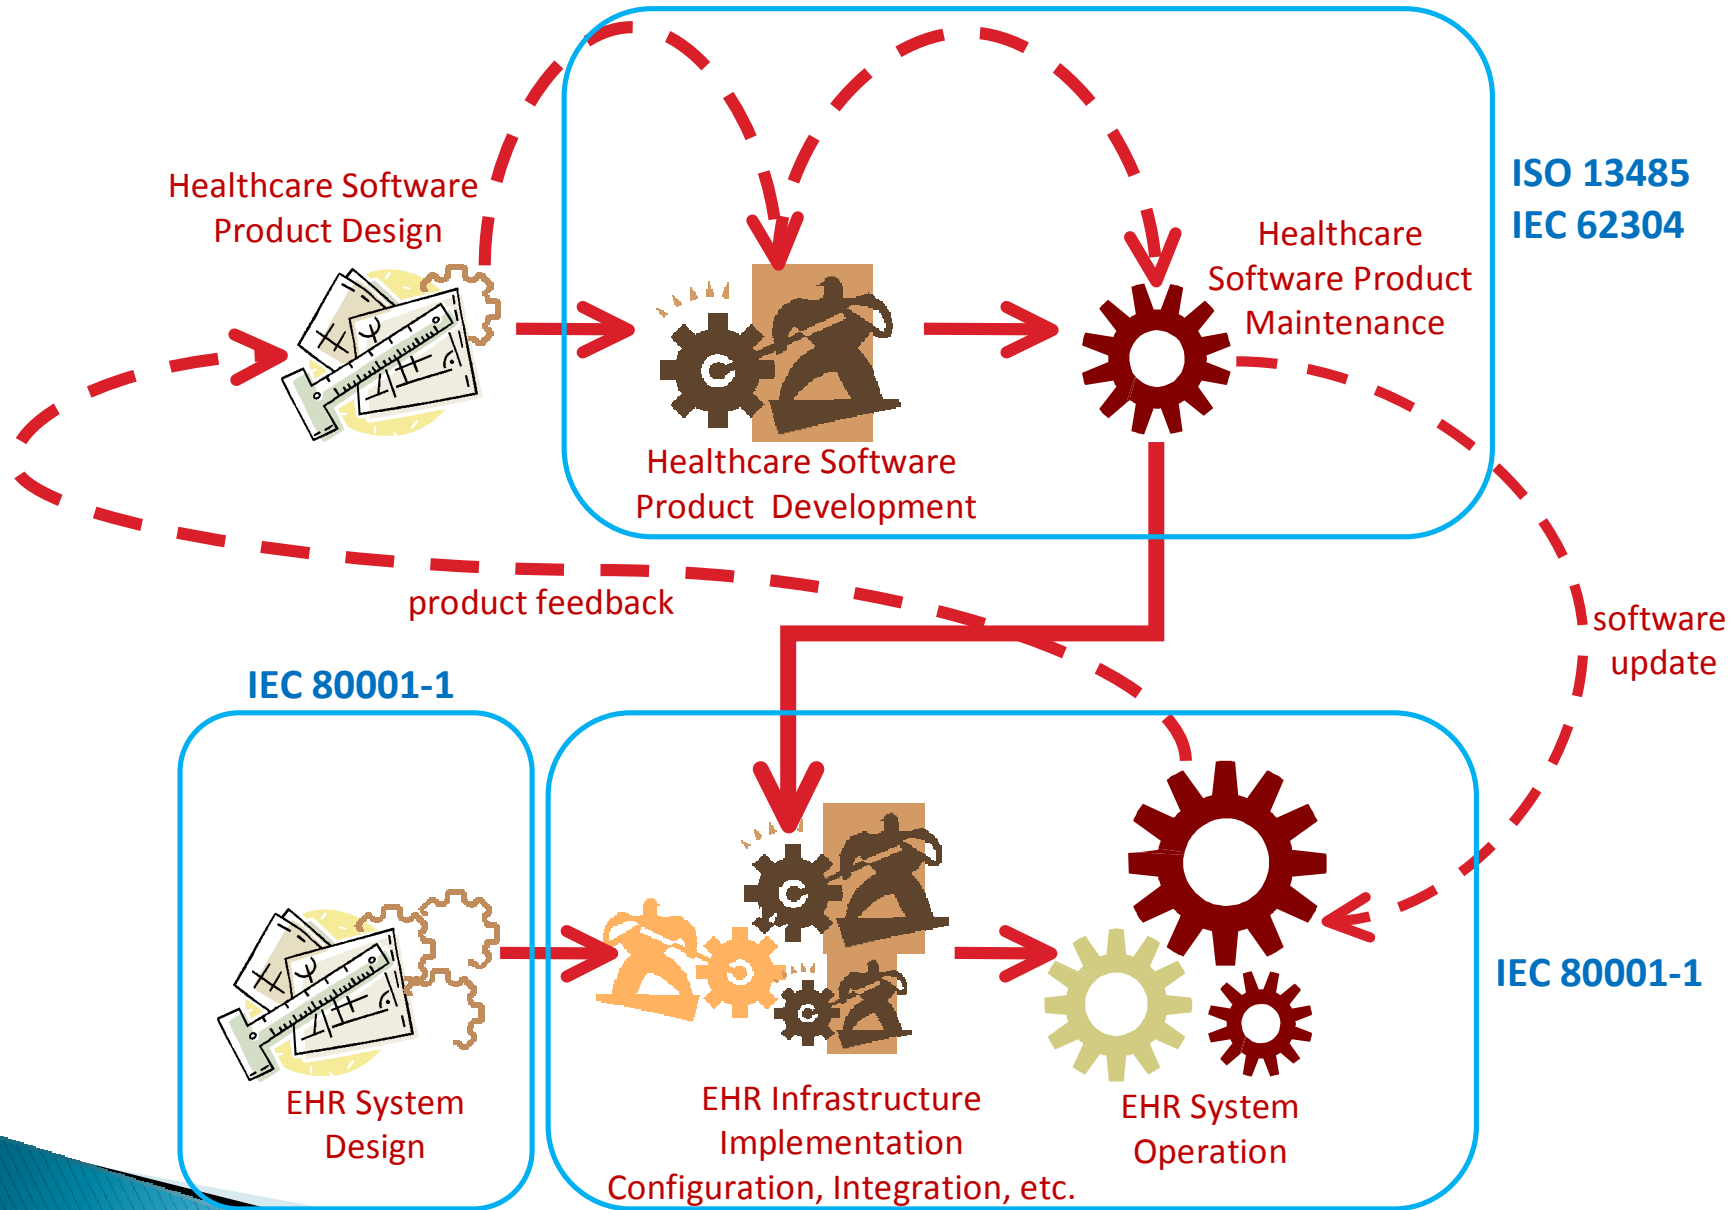 Healthcare Software
Product Design
ISO 13485
IEC 62304
Healthcare
Software Product
Maintenance
Healthcare Software
Product Development
product feedback
software
update
IEC 80001-1
IEC 80001-1
EHR System
Design
EHR Infrastructure
Implementation
Configuration, Integration, etc.
EHR System
Operation